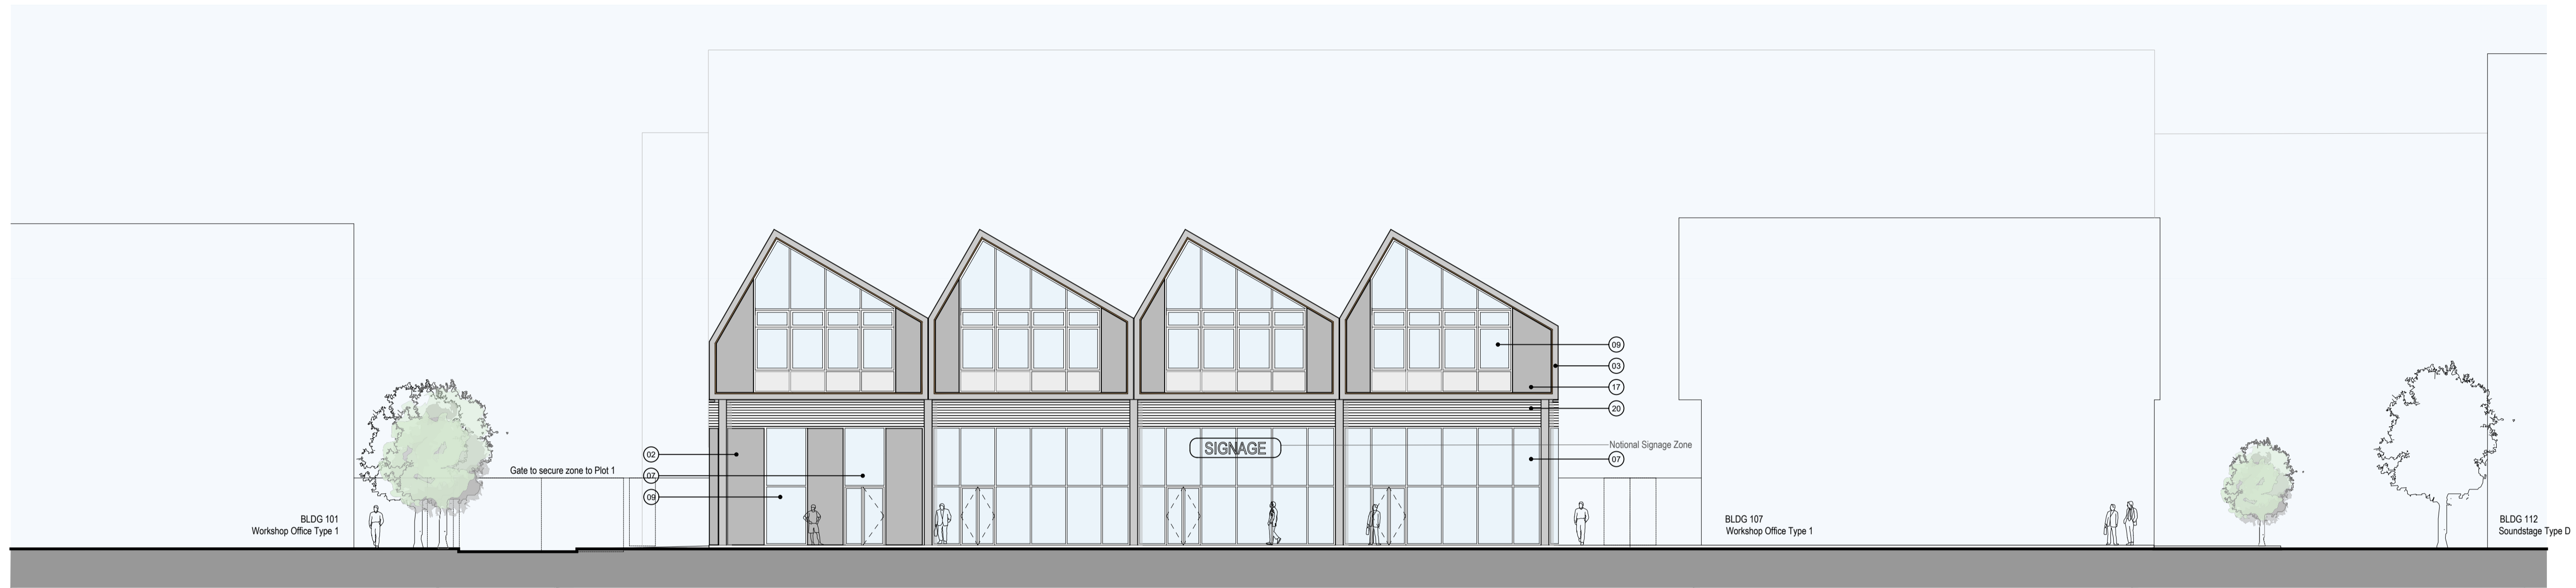 09
03
17
20
SIGNAGE
Notional Signage Zone
02
07
07
Gate to secure zone to Plot 1
09
BLDG 101
Workshop Office Type 1
BLDG 107
Workshop Office Type 1
BLDG 112
Soundstage Type D